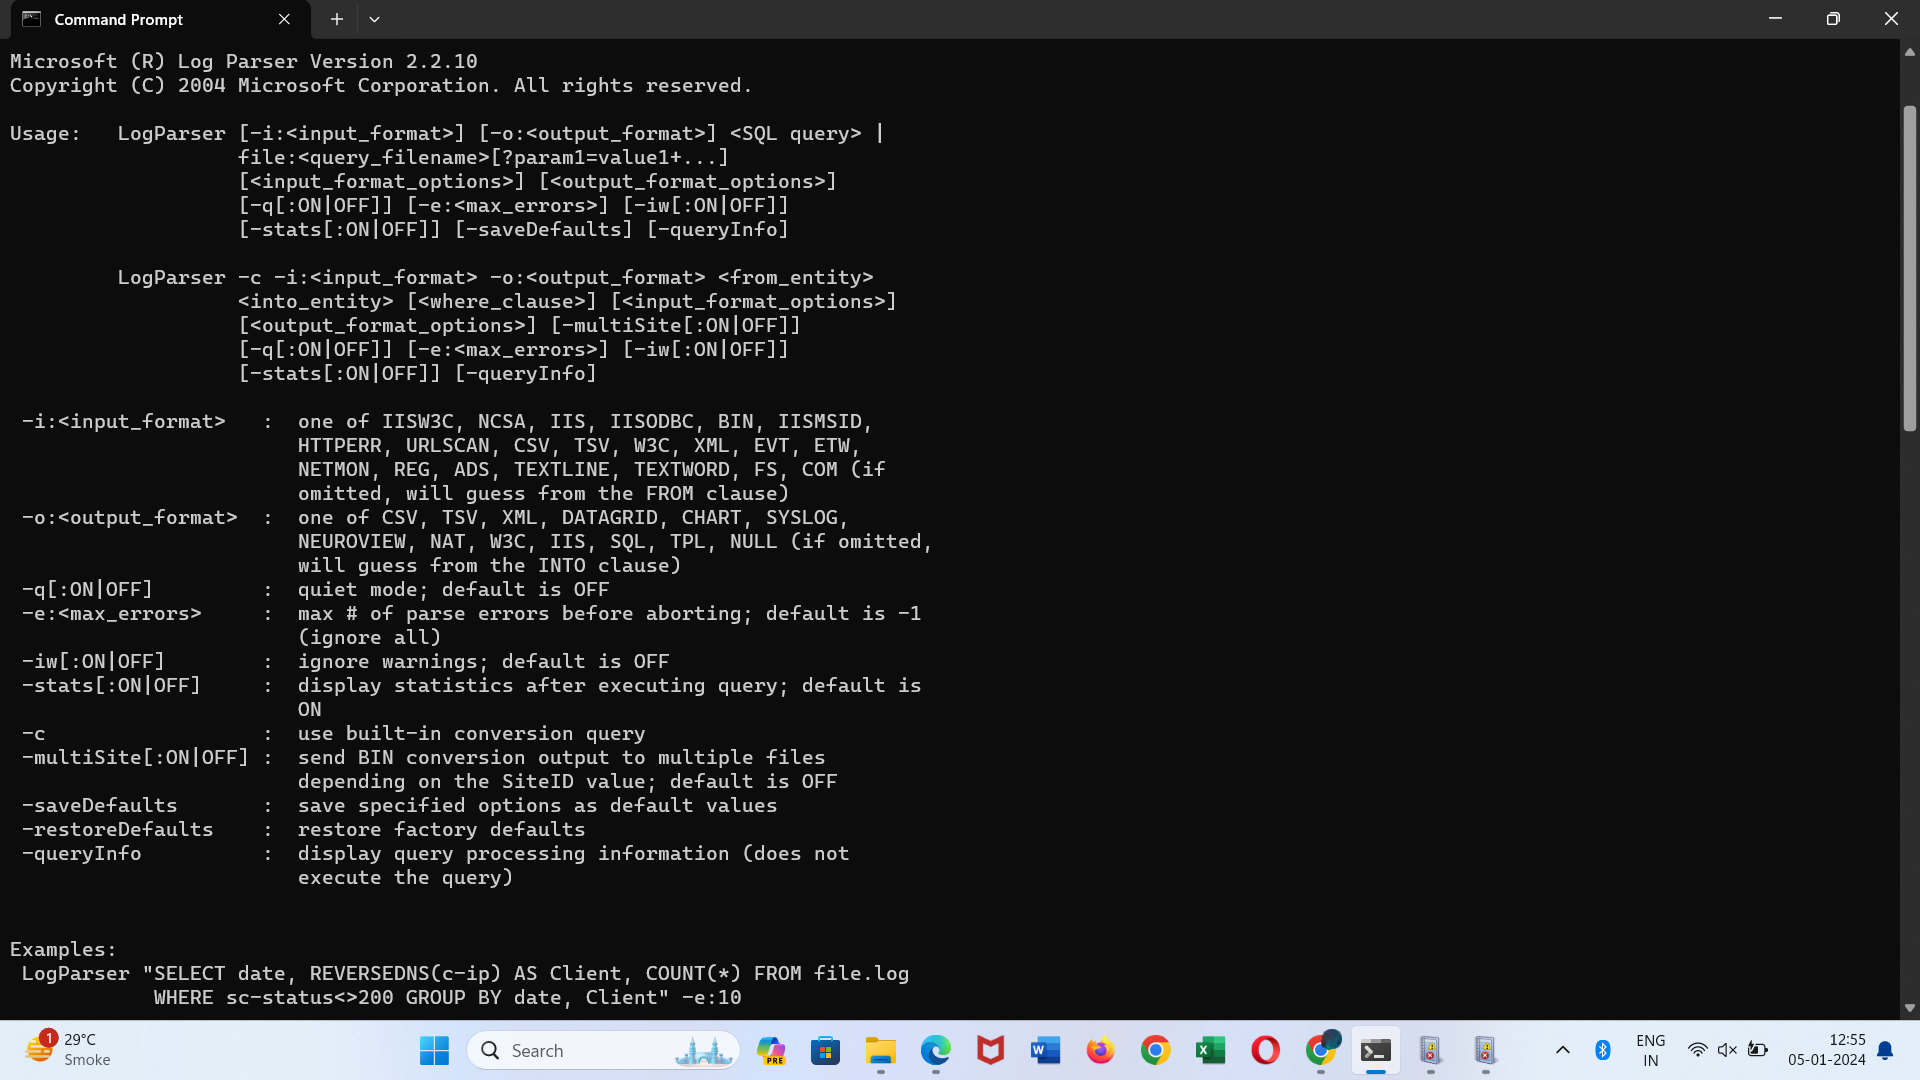 Command Prompt
Microsoft (R) Log Parser Version 2.2.10
Copyright (C) 2004 Microsoft Corporation. All rights reserved.
Usage:   LogParser [-i:<input_format>] [-o:<output_format>] <SQL query> |
                   file:<query_filename>[?param1=value1+...]
                   [<input_format_options>] [<output_format_options>]
                   [-q[:ON|OFF]] [-e:<max_errors>] [-iw[:ON|OFF]]
                   [-stats[:ON|OFF]] [-saveDefaults] [-queryInfo]
         LogParser -c -i:<input_format> -o:<output_format> <from_entity>
                   <into_entity> [<where_clause>] [<input_format_options>]
                   [<output_format_options>] [-multiSite[:ON|OFF]]
                   [-q[:ON|OFF]] [-e:<max_errors>] [-iw[:ON|OFF]]
                   [-stats[:ON|OFF]] [-queryInfo]
 -i:<input_format>   :  one of IISW3C, NCSA, IIS, IISODBC, BIN, IISMSID,
                        HTTPERR, URLSCAN, CSV, TSV, W3C, XML, EVT, ETW,
                        NETMON, REG, ADS, TEXTLINE, TEXTWORD, FS, COM (if
                        omitted, will guess from the FROM clause)
 -o:<output_format>  :  one of CSV, TSV, XML, DATAGRID, CHART, SYSLOG,
                        NEUROVIEW, NAT, W3C, IIS, SQL, TPL, NULL (if omitted,
                        will guess from the INTO clause)
 -q[:ON|OFF]         :  quiet mode; default is OFF
 -e:<max_errors>     :  max # of parse errors before aborting; default is -1
                        (ignore all)
 -iw[:ON|OFF]        :  ignore warnings; default is OFF
 -stats[:ON|OFF]     :  display statistics after executing query; default is
                        ON
 -c                  :  use built-in conversion query
 -multiSite[:ON|OFF] :  send BIN conversion output to multiple files
                        depending on the SiteID value; default is OFF
 -saveDefaults       :  save specified options as default values
 -restoreDefaults    :  restore factory defaults
 -queryInfo          :  display query processing information (does not
                        execute the query)
Examples:
 LogParser "SELECT date, REVERSEDNS(c-ip) AS Client, COUNT(*) FROM file.log
            WHERE sc-status<>200 GROUP BY date, Client" -e:10
1
29°C
Smoke
Search
PRE
ENG
IN
12:55
05-01-2024